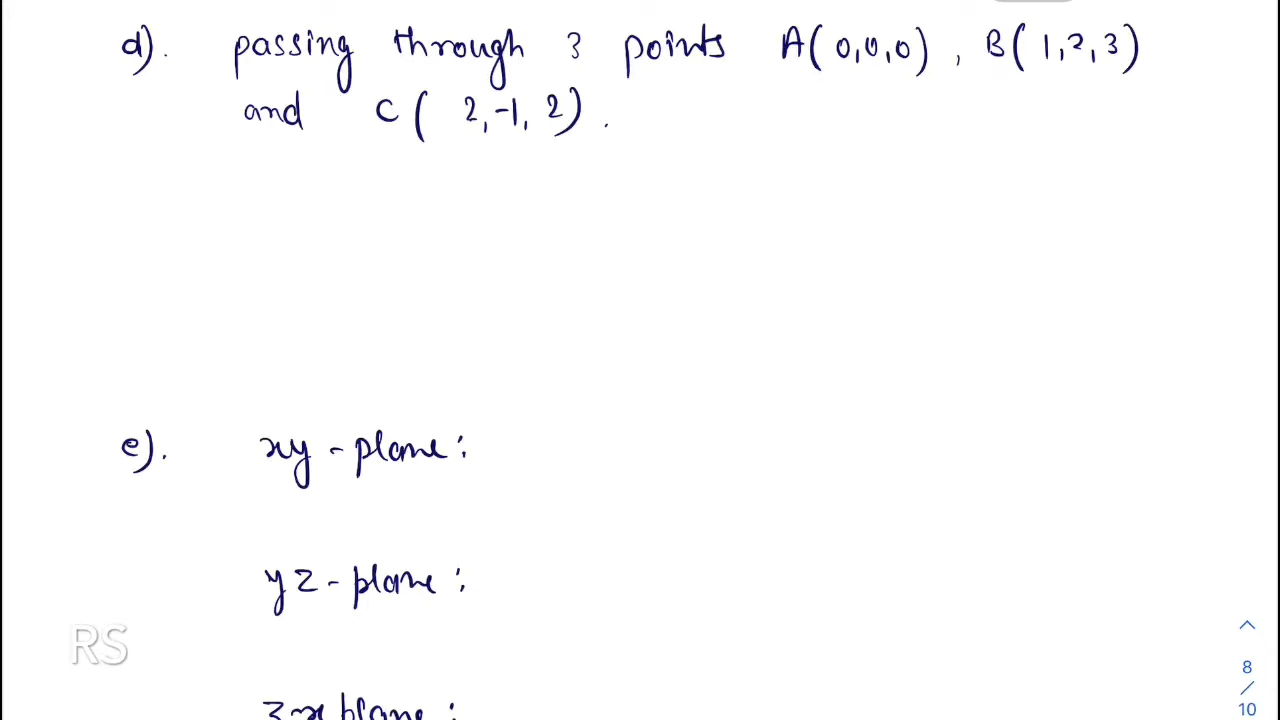 d). passing through 3 points A(0,0,0), B(1,2,3)
and C(2,-1,2).
e). xy-plane:
yz-plane:
RS
zx plane:
8
/
10